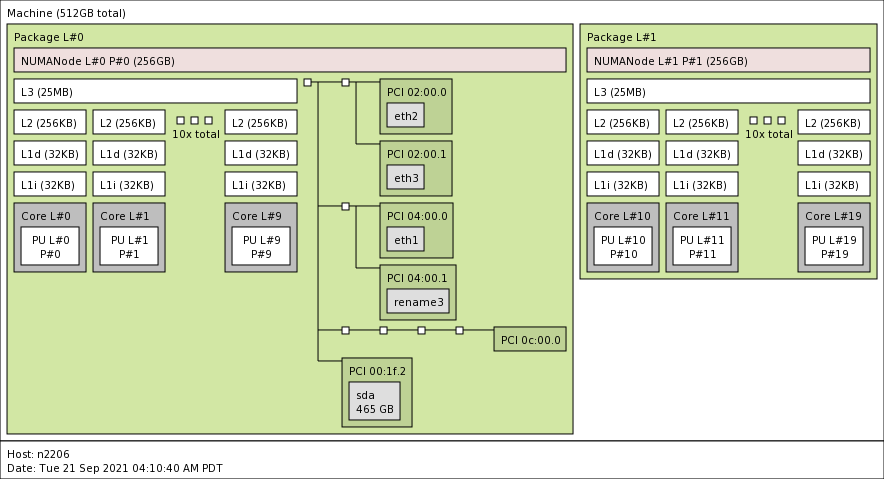 Machine (512GB total)
Package L#0
NUMANode L#0 P#0 (256GB)
L3 (25MB)
L2 (256KB)
L2 (256KB)
10x total
L2 (256KB)
L1d (32KB)
L1d (32KB)
L1d (32KB)
L1i (32KB)
L1i (32KB)
L1i (32KB)
Core L#0
PU L#0
P#0
Core L#1
PU L#1
P#1
Core L#9
PU L#9
P#9
PCI 02:00.0
eth2
PCI 02:00.1
eth3
PCI 04:00.0
eth1
PCI 04:00.1
rename3
PCI 0c:00.0
PCI 00:1f.2
sda
465 GB
Package L#1
NUMANode L#1 P#1 (256GB)
L3 (25MB)
L2 (256KB)
L2 (256KB)
10x total
L2 (256KB)
L1d (32KB)
L1d (32KB)
L1d (32KB)
L1i (32KB)
L1i (32KB)
L1i (32KB)
Core L#10
PU L#10
P#10
Core L#11
PU L#11
P#11
Core L#19
PU L#19
P#19
Host: n2206
Date: Tue 21 Sep 2021 04:10:40 AM PDT